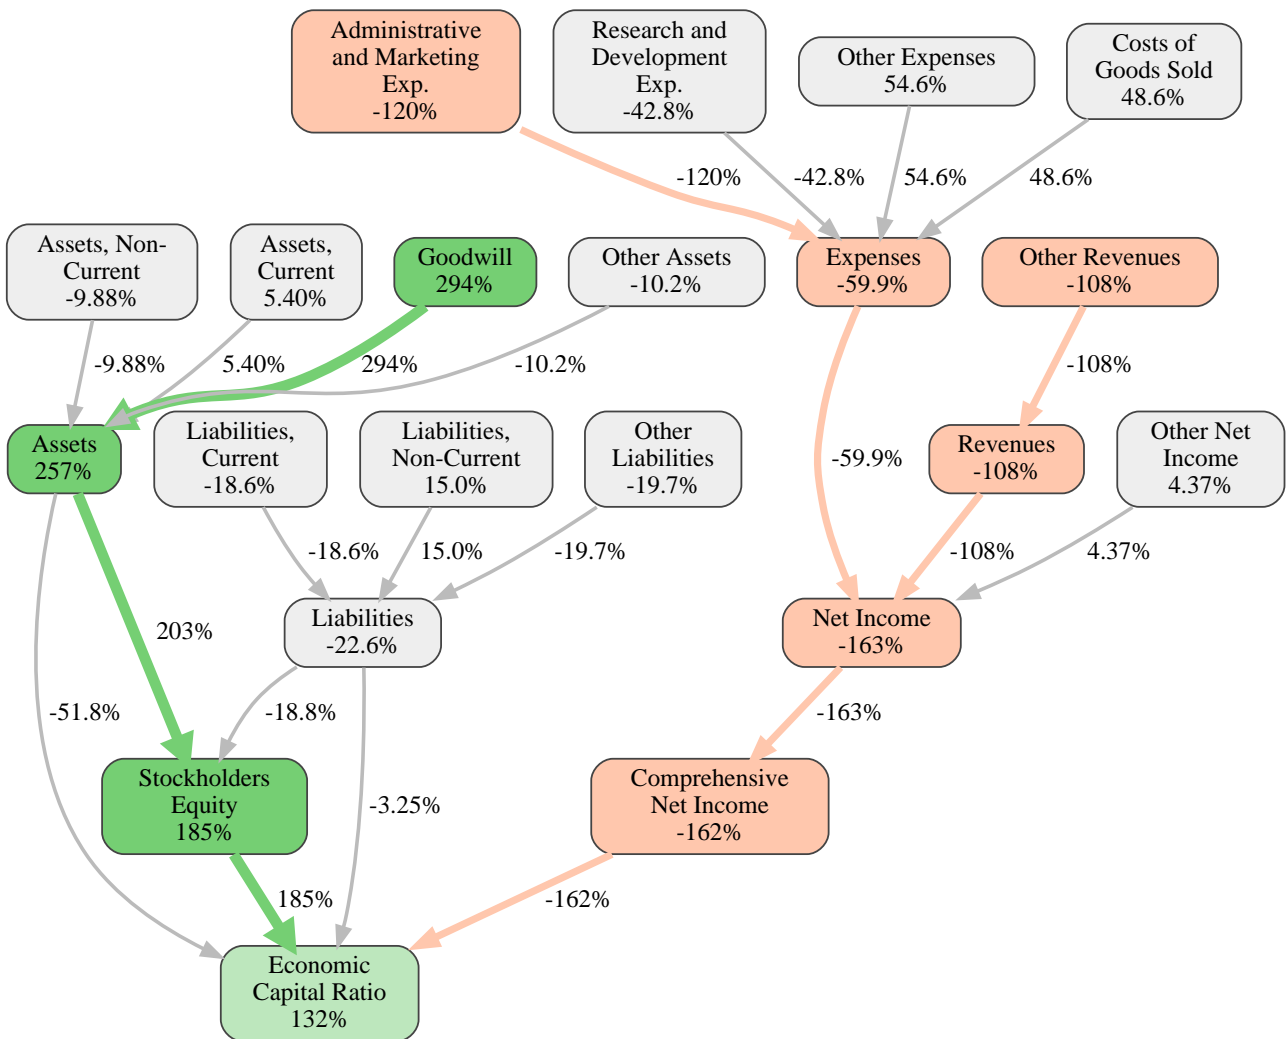 Administrative
and Marketing
Exp.
-120%
Research and
Development
Exp.
-42.8%
Other Expenses
54.6%
Costs of
Goods Sold
48.6%
-120%
-42.8%
54.6%
48.6%
Assets, Non-
Current
-9.88%
Assets,
Current
5.40%
Goodwill
294%
Other Assets
-10.2%
Expenses
-59.9%
Other Revenues
-108%
-9.88%
5.40%
294%
-10.2%
-108%
Assets
257%
Liabilities,
Current
-18.6%
Liabilities,
Non-Current
15.0%
Other
Liabilities
-19.7%
-59.9%
Revenues
-108%
Other Net
Income
4.37%
-18.6%
15.0%
-19.7%
-108%
4.37%
203%
Liabilities
-22.6%
Net Income
-163%
-51.8%
-18.8%
-163%
Stockholders
Equity
185%
-3.25%
Comprehensive
Net Income
-162%
185%
-162%
Economic
Capital Ratio
132%